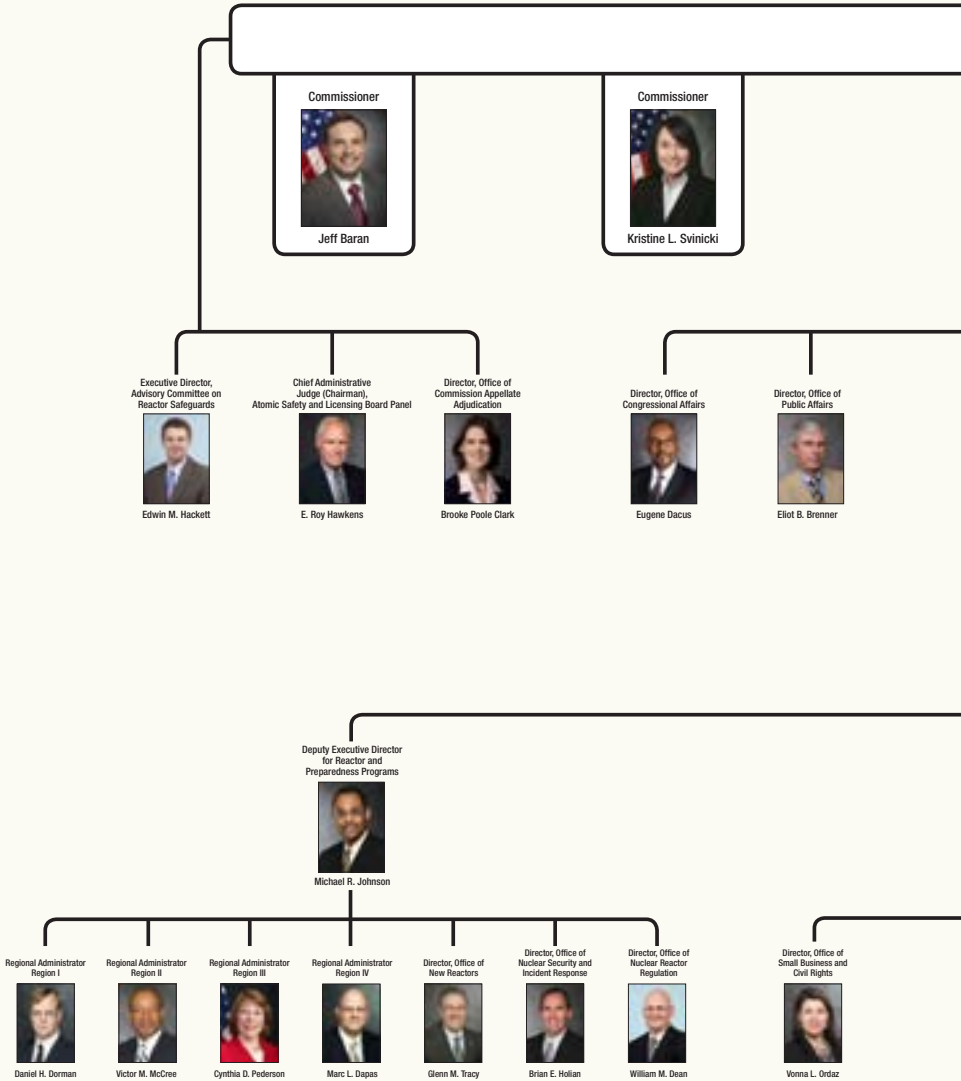 Commissioner
Jeff Baran
Commissioner
Kristine L. Svinicki
Executive Director,
Advisory Committee on
Reactor Safeguards
Edwin M. Hackett
Chief Administrative
Judge (Chairman),
Atomic Safety and Licensing Board Panel
E. Roy Hawkens
Director, Office of
Commission Appellate
Adjudication
Brooke Poole Clark
Director, Office of
Congressional Affairs
Eugene Dacus
Director, Office of
Public Affairs
Eliot B. Brenner
Deputy Executive Director
for Reactor and
Preparedness Programs
Michael R. Johnson
Regional Administrator
Region I
Daniel H. Dorman
Regional Administrator
Region II
Victor M. McCree
Regional Administrator
Region III
Cynthia D. Pederson
Regional Administrator
Region IV
Marc L. Dapas
Director, Office of
New Reactors
Glenn M. Tracy
Director, Office of
Nuclear Security and
Incident Response
Brian E. Holian
Director, Office of
Nuclear Reactor
Regulation
William M. Dean
Director, Office of
Small Business and
Civil Rights
Vonna L. Ordaz